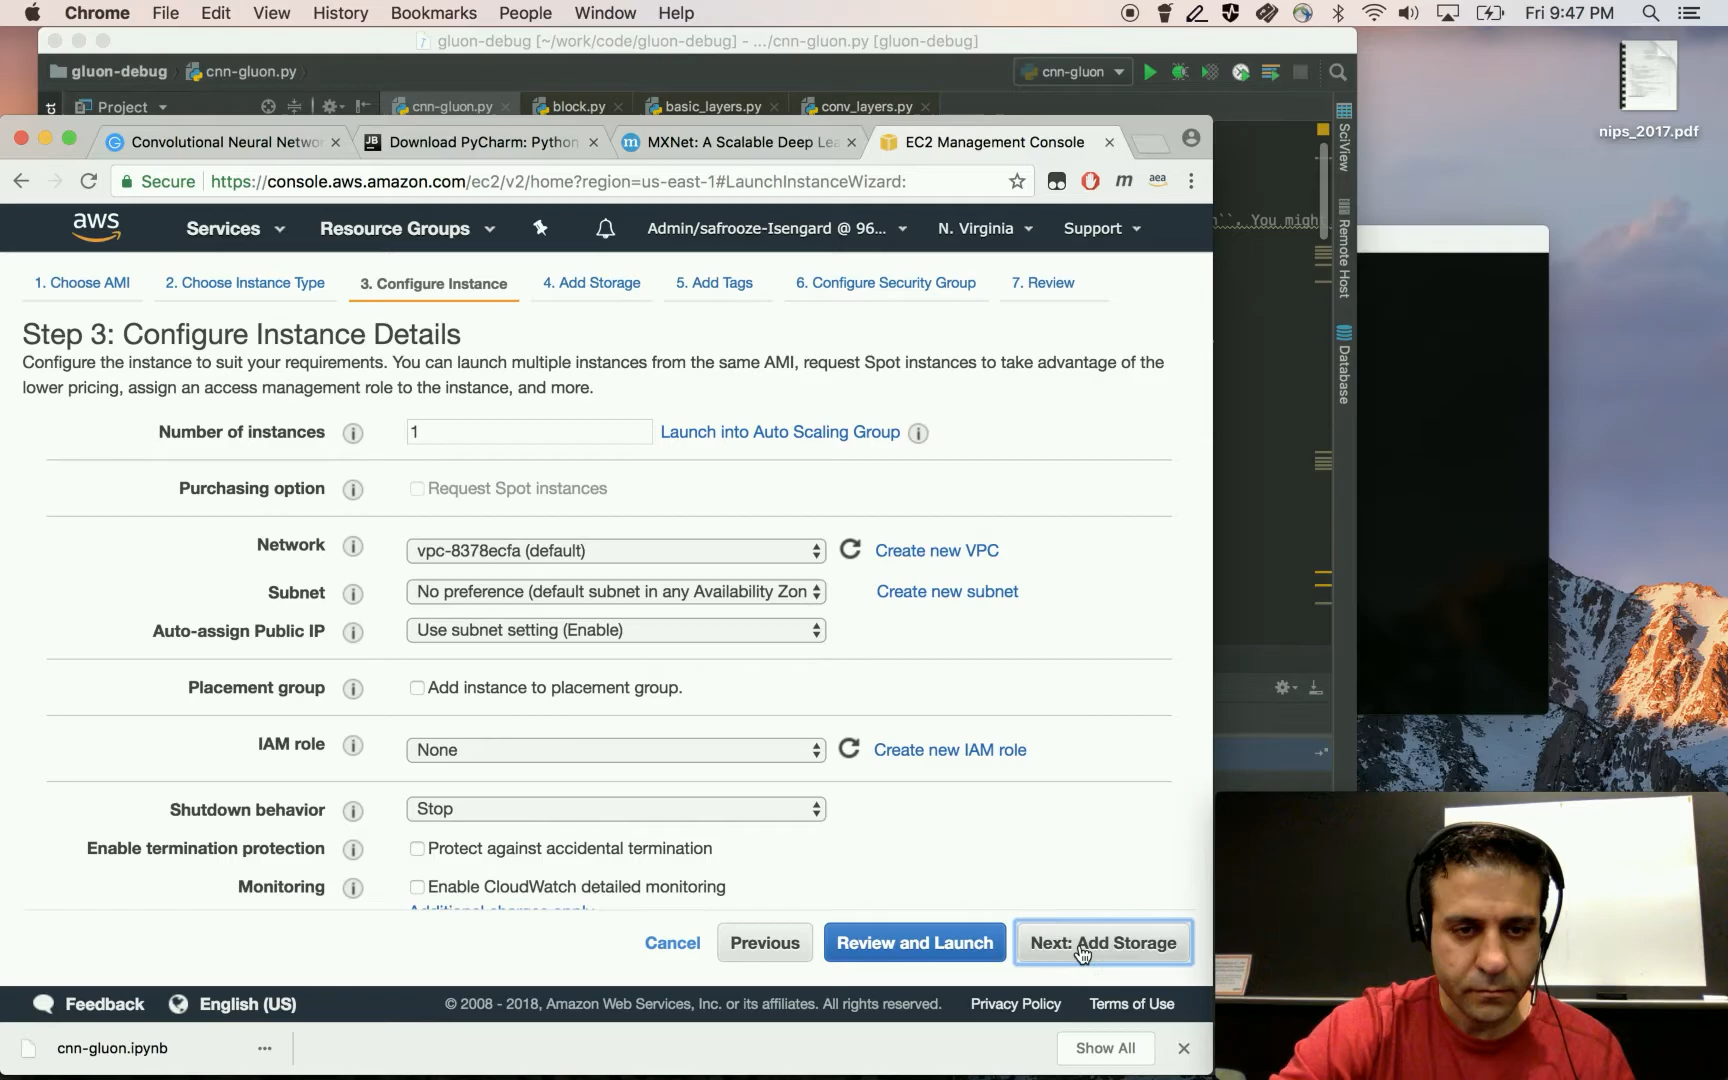 Chrome File Edit View History Bookmarks People Window Help Fri 9:47 PM
gluon-debug [~/work/code/gluon-debug] - .../cnn-gluon.py [gluon-debug]
gluon-debug cnn-gluon.py cnn-gluon
Project cnn-gluon.py block.py basic_layers.py conv_layers.py
nips_2017.pdf
Convolutional Neural Netwo JB Download PyCharm: Python m MXNet: A Scalable Deep Lea EC2 Management Console
Secure https://console.aws.amazon.com/ec2/v2/home?region=us-east-1#LaunchInstanceWizard: m aea
SciView
Remote Host
Database
``. You migh
aws Services Resource Groups Admin/safrooze-Isengard @ 96... N. Virginia Support
1. Choose AMI 2. Choose Instance Type 3. Configure Instance 4. Add Storage 5. Add Tags 6. Configure Security Group 7. Review
Step 3: Configure Instance Details
Configure the instance to suit your requirements. You can launch multiple instances from the same AMI, request Spot instances to take advantage of the
lower pricing, assign an access management role to the instance, and more.
Number of instances 1 Launch into Auto Scaling Group
Purchasing option Request Spot instances
Network vpc-8378ecfa (default) Create new VPC
Subnet No preference (default subnet in any Availability Zon Create new subnet
Auto-assign Public IP Use subnet setting (Enable)
Placement group Add instance to placement group.
IAM role None Create new IAM role
Shutdown behavior Stop
Enable termination protection Protect against accidental termination
Monitoring Enable CloudWatch detailed monitoring
Additional charges apply.
Cancel Previous Review and Launch Next: Add Storage
Feedback English (US) © 2008 - 2018, Amazon Web Services, Inc. or its affiliates. All rights reserved. Privacy Policy Terms of Use
cnn-gluon.ipynb Show All